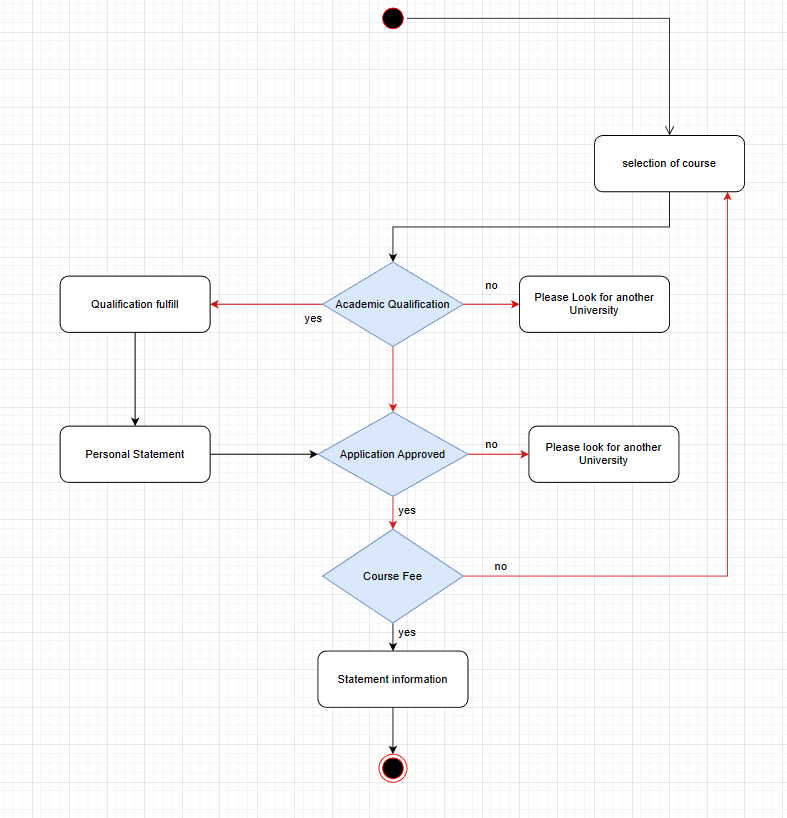 selection of course
no
Qualification fulfill
Academic Qualification
Please Look for another
University
yes
no
Personal Statement
Application Approved
Please look for another
University
yes
no
Course Fee
yes
Statement information